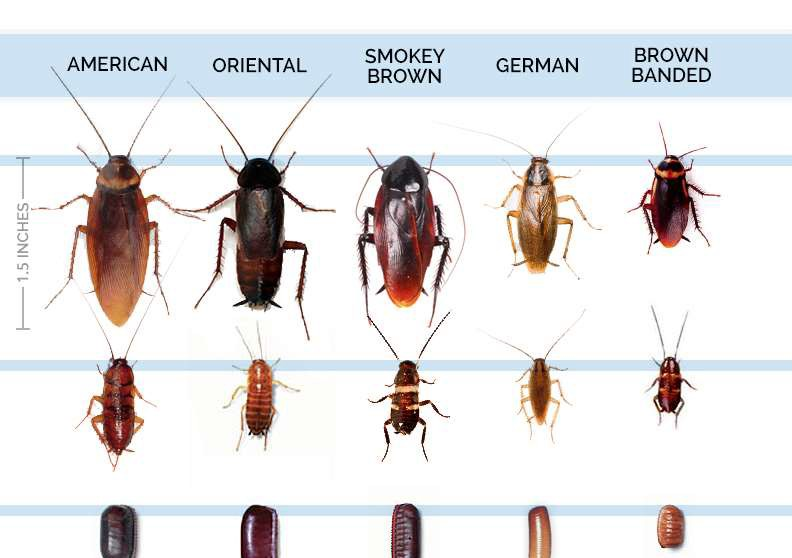 AMERICAN
ORIENTAL
SMOKEY
BROWN
GERMAN
BROWN
BANDED
1.5 INCHES